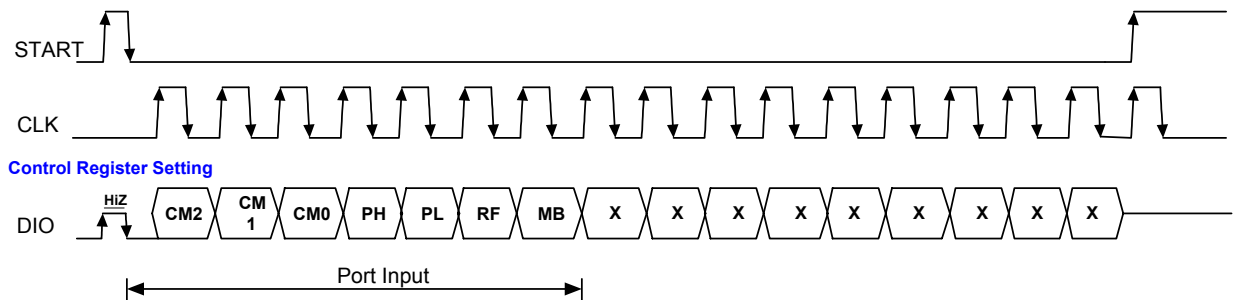 START
CLK
Control Register Setting
HiZ
DIO
CM2
CM
1
CM0
PH
PL
RF
MB
X
X
X
X
X
X
X
X
X
Port Input